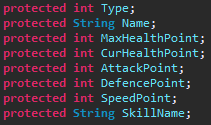 protected int Type;
protected String Name;
protected int MaxHealthPoint;
protected int CurHealthPoint;
protected int AttackPoint;
protected int DefencePoint;
protected int SpeedPoint;
protected String SkillName;